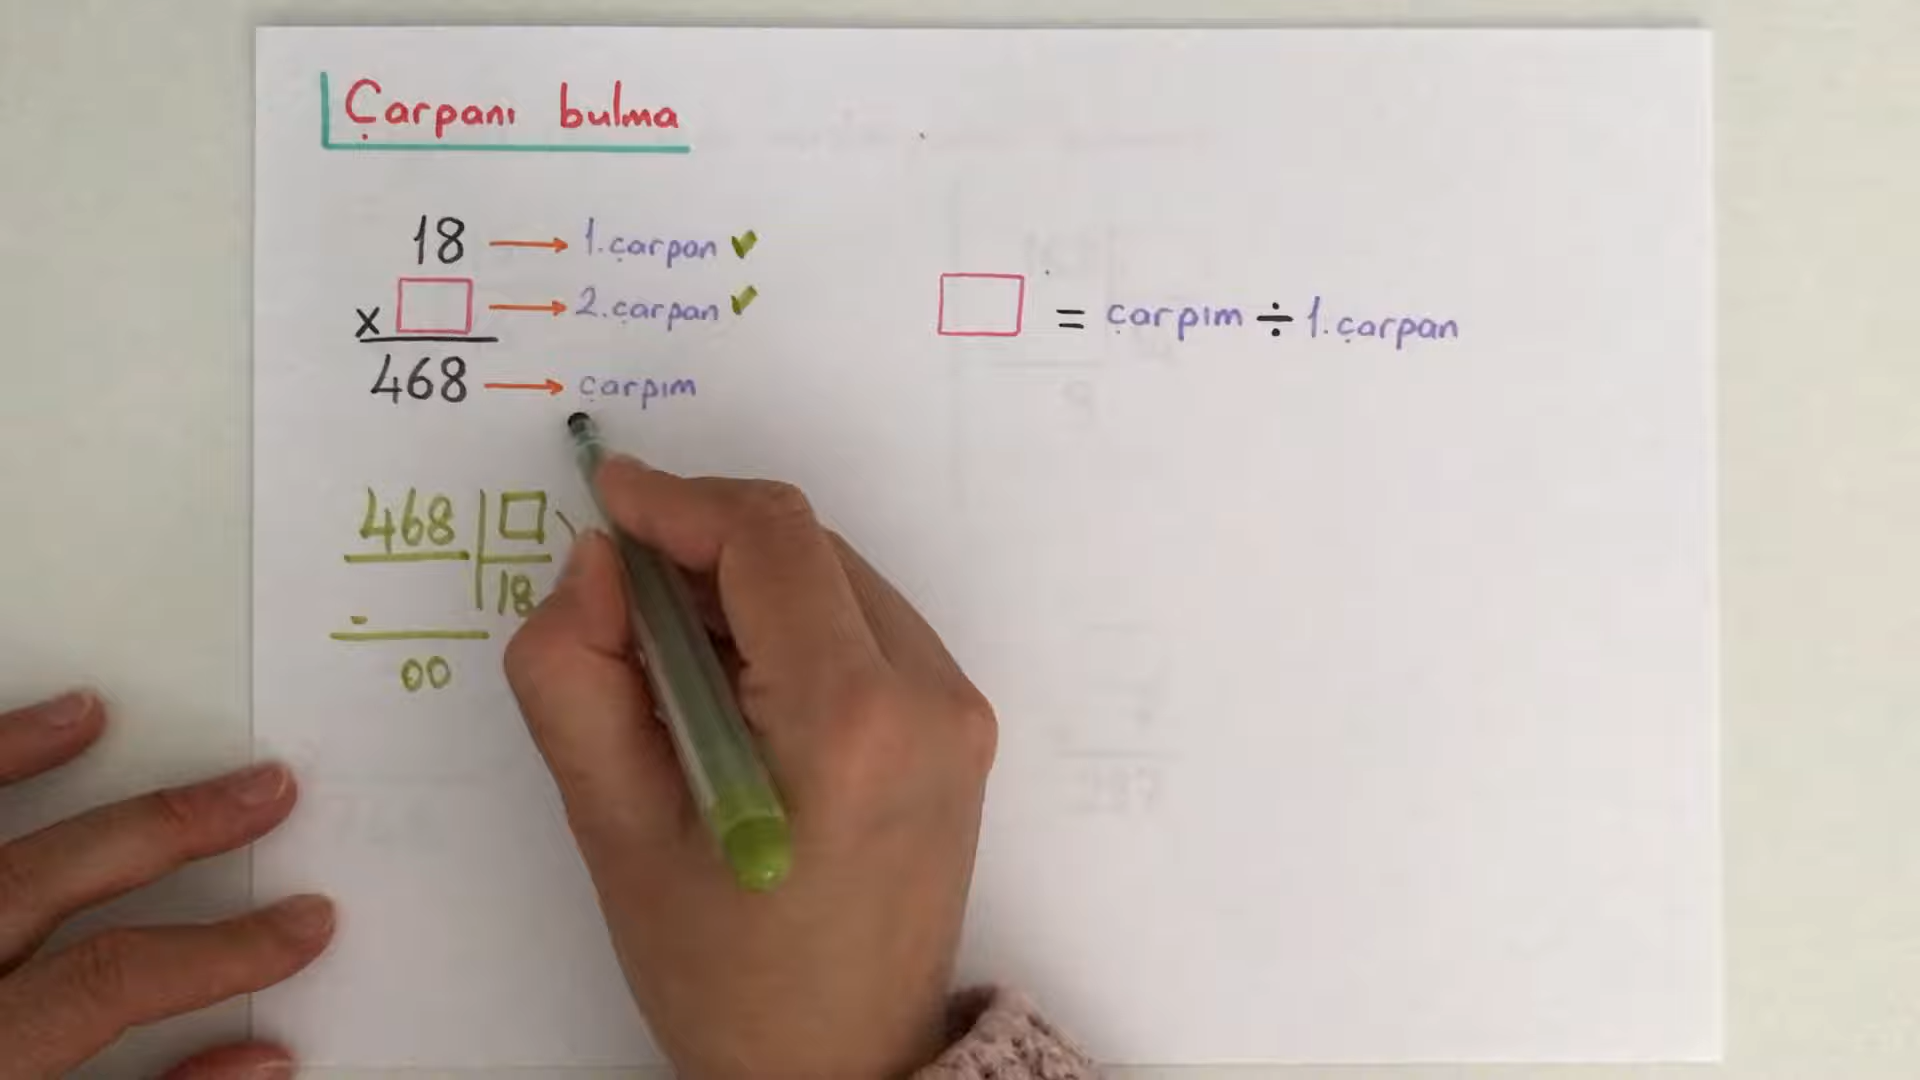 Çarpanı bulma
18 → 1. çarpan ✓
x □ → 2. çarpan ✓
468 → çarpım
□ = çarpım ÷ 1. çarpan
468 □
18
-
00